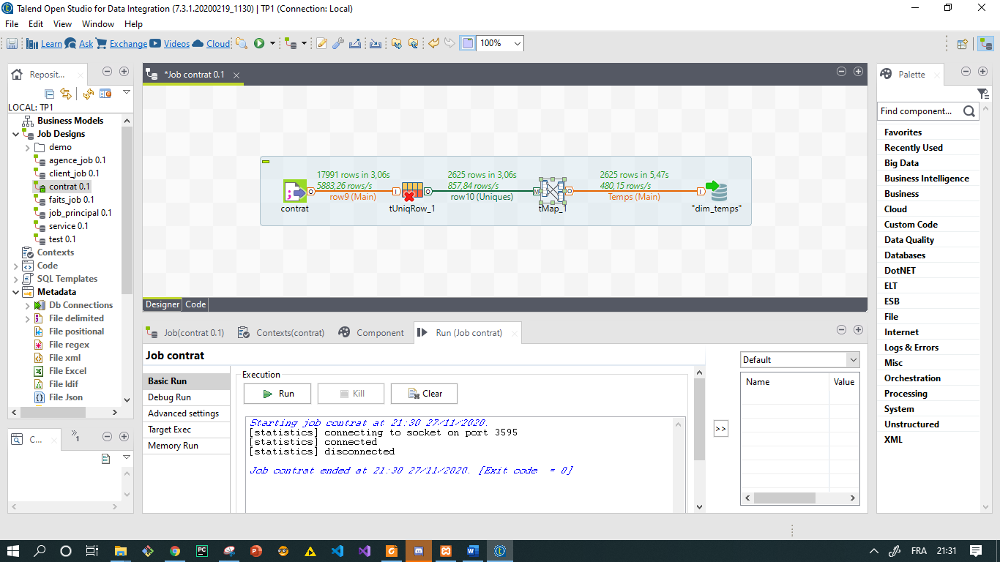 Talend Open Studio for Data Integration (7.3.1.20200219_1130) | TP1 (Connection: Local)
File Edit View Window Help
Learn Ask Exchange Videos Cloud 100%
Reposit...
LOCAL: TP1
Business Models
Job Designs
demo
agence_job 0.1
client_job 0.1
contrat 0.1
faits_job 0.1
job_principal 0.1
service 0.1
test 0.1
Contexts
Code
SQL Templates
Metadata
Db Connections
File delimited
File positional
File regex
File xml
File Excel
File ldif
File Json
C...
1
*Job contrat 0.1
17991 rows in 3,06s
5883,26 rows/s
row9 (Main)
2625 rows in 3,06s
857,84 rows/s
row10 (Uniques)
2625 rows in 5,47s
480,15 rows/s
Temps (Main)
contrat
tUniqRow_1
tMap_1
"dim_temps"
Designer Code
Job(contrat 0.1) Contexts(contrat) Component Run (Job contrat)
Job contrat
Basic Run
Debug Run
Advanced settings
Target Exec
Memory Run
Execution
Run Kill Clear
Starting job contrat at 21:30 27/11/2020.
[statistics] connecting to socket on port 3595
[statistics] connected
[statistics] disconnected
Job contrat ended at 21:30 27/11/2020. [Exit code  = 0]
>>
Default
Name Value
Palette
Find component...
Favorites
Recently Used
Big Data
Business Intelligence
Business
Cloud
Custom Code
Data Quality
Databases
DotNET
ELT
ESB
File
Internet
Logs & Errors
Misc
Orchestration
Processing
System
Unstructured
XML
FRA 21:31